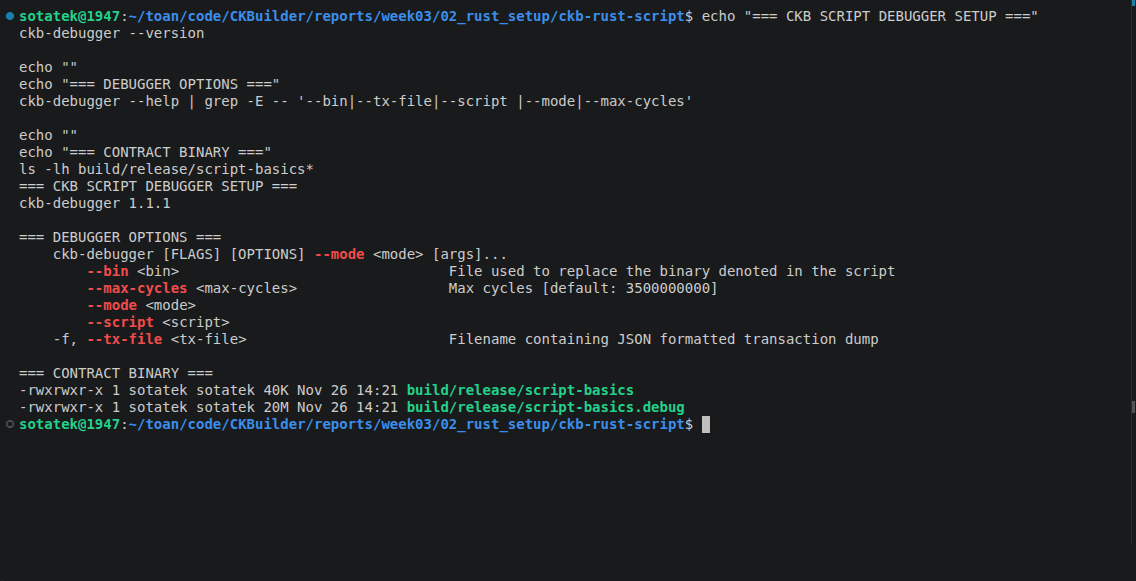 sotatek@1947:~/toan/code/CKBuilder/reports/week03/02_rust_setup/ckb-rust-script$ echo "=== CKB SCRIPT DEBUGGER SETUP ==="
ckb-debugger --version
echo ""
echo "=== DEBUGGER OPTIONS ==="
ckb-debugger --help | grep -E -- '--bin|--tx-file|--script |--mode|--max-cycles'
echo ""
echo "=== CONTRACT BINARY ==="
ls -lh build/release/script-basics*
=== CKB SCRIPT DEBUGGER SETUP ===
ckb-debugger 1.1.1
=== DEBUGGER OPTIONS ===
ckb-debugger [FLAGS] [OPTIONS] --mode <mode> [args]...
--bin <bin> File used to replace the binary denoted in the script
--max-cycles <max-cycles> Max cycles [default: 3500000000]
--mode <mode>
--script <script>
-f, --tx-file <tx-file> Filename containing JSON formatted transaction dump
=== CONTRACT BINARY ===
-rwxrwxr-x 1 sotatek sotatek 40K Nov 26 14:21 build/release/script-basics
-rwxrwxr-x 1 sotatek sotatek 20M Nov 26 14:21 build/release/script-basics.debug
sotatek@1947:~/toan/code/CKBuilder/reports/week03/02_rust_setup/ckb-rust-script$